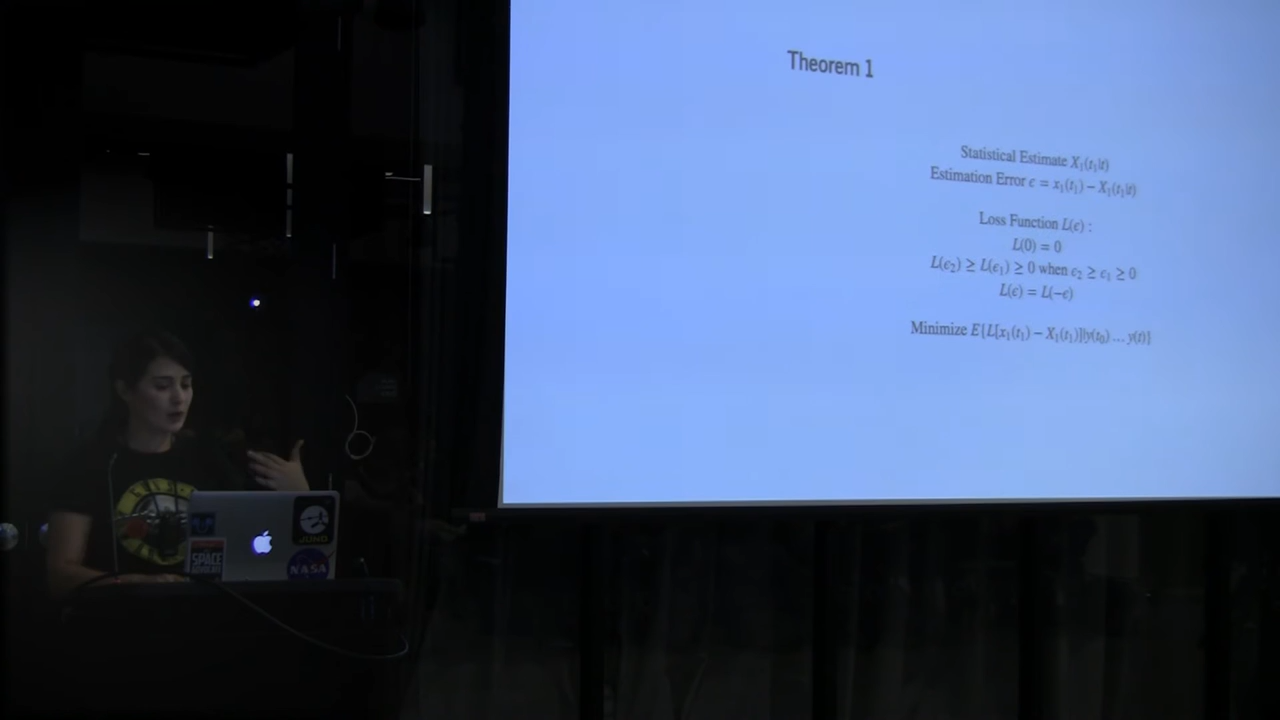 Theorem 1
Statistical Estimate X₁(t₁|t)
Estimation Error ϵ = x₁(t₁) − X₁(t₁|t)
Loss Function L(ϵ) :
L(0) = 0
L(ϵ₂) ≥ L(ϵ₁) ≥ 0 when ϵ₂ ≥ ϵ₁ ≥ 0
L(ϵ) = L(−ϵ)
Minimize E{L[x₁(t₁) − X₁(t₁)]|y(t₀) … y(t)}
SPACE
JUNO
NASA